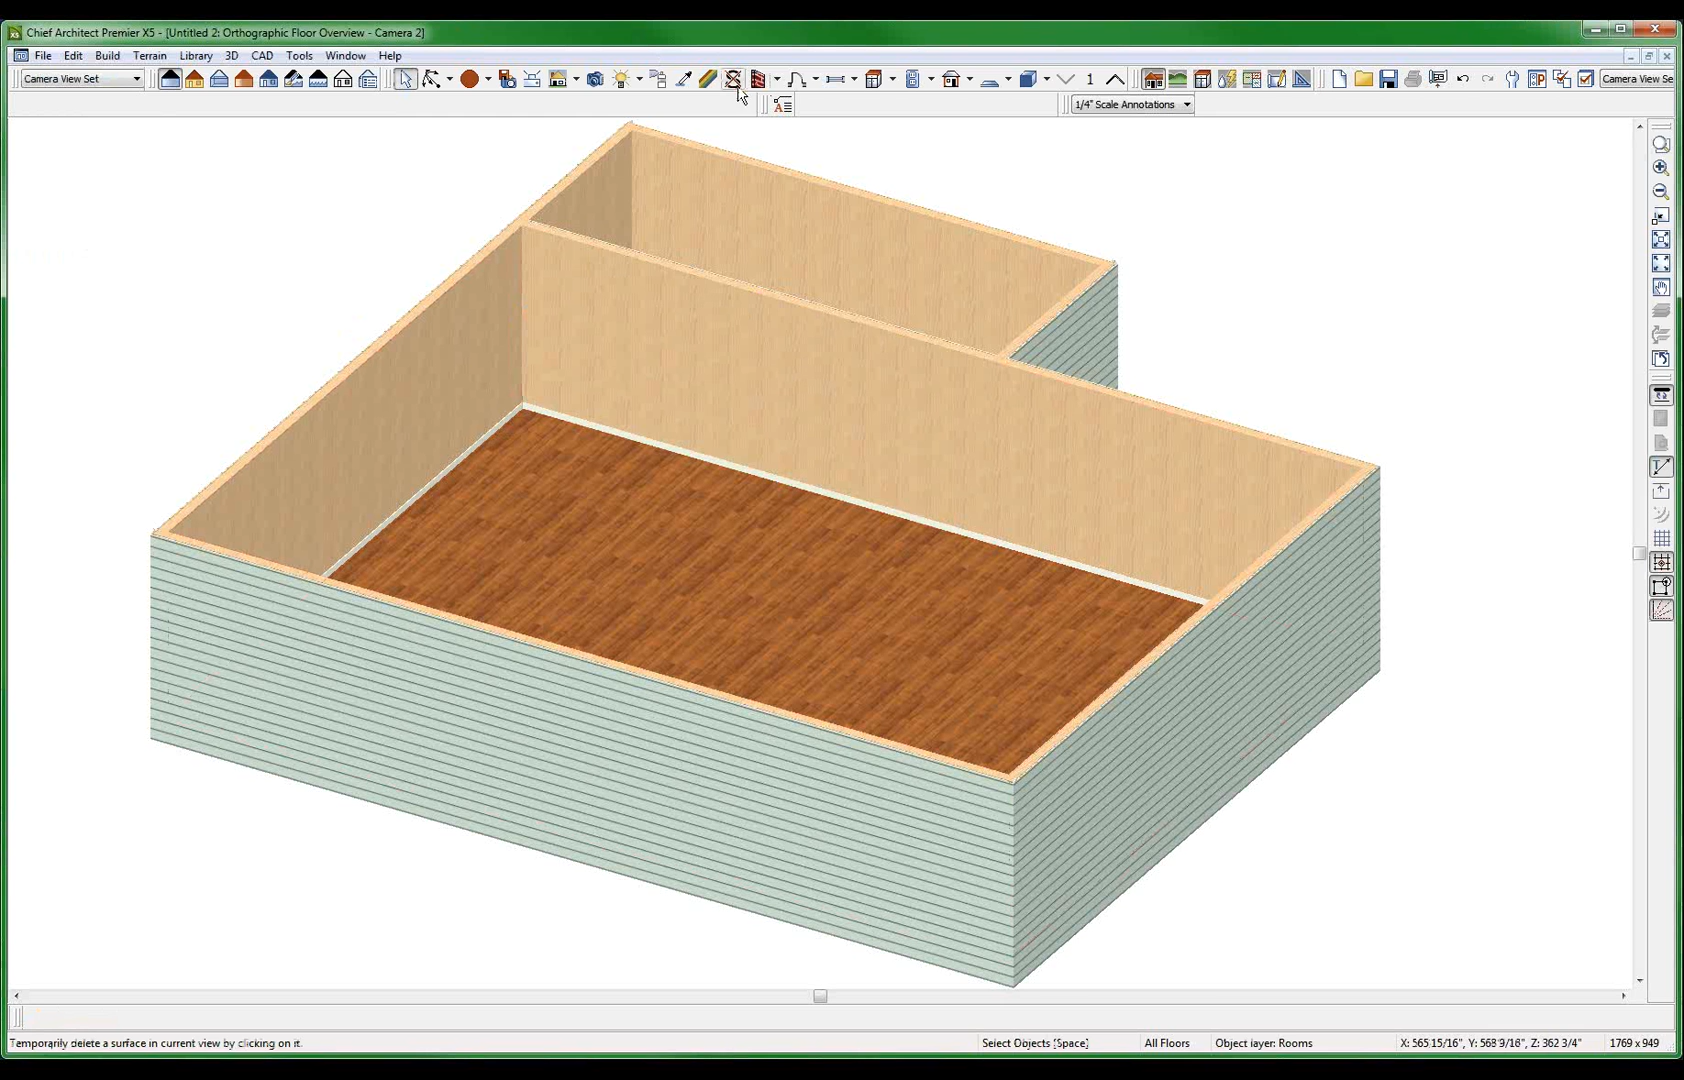 Chief Architect Premier X5 - [Untitled 2: Orthographic Floor Overview - Camera 2]
File Edit Build Terrain Library 3D CAD Tools Window Help
Camera View Set 1 Camera View Se
1/4" Scale Annotations
Temporarily delete a surface in current view by clicking on it. Select Objects [Space] All Floors Object layer: Rooms X: 565 15/16", Y: 568 9/16", Z: 362 3/4" 1769 x 949